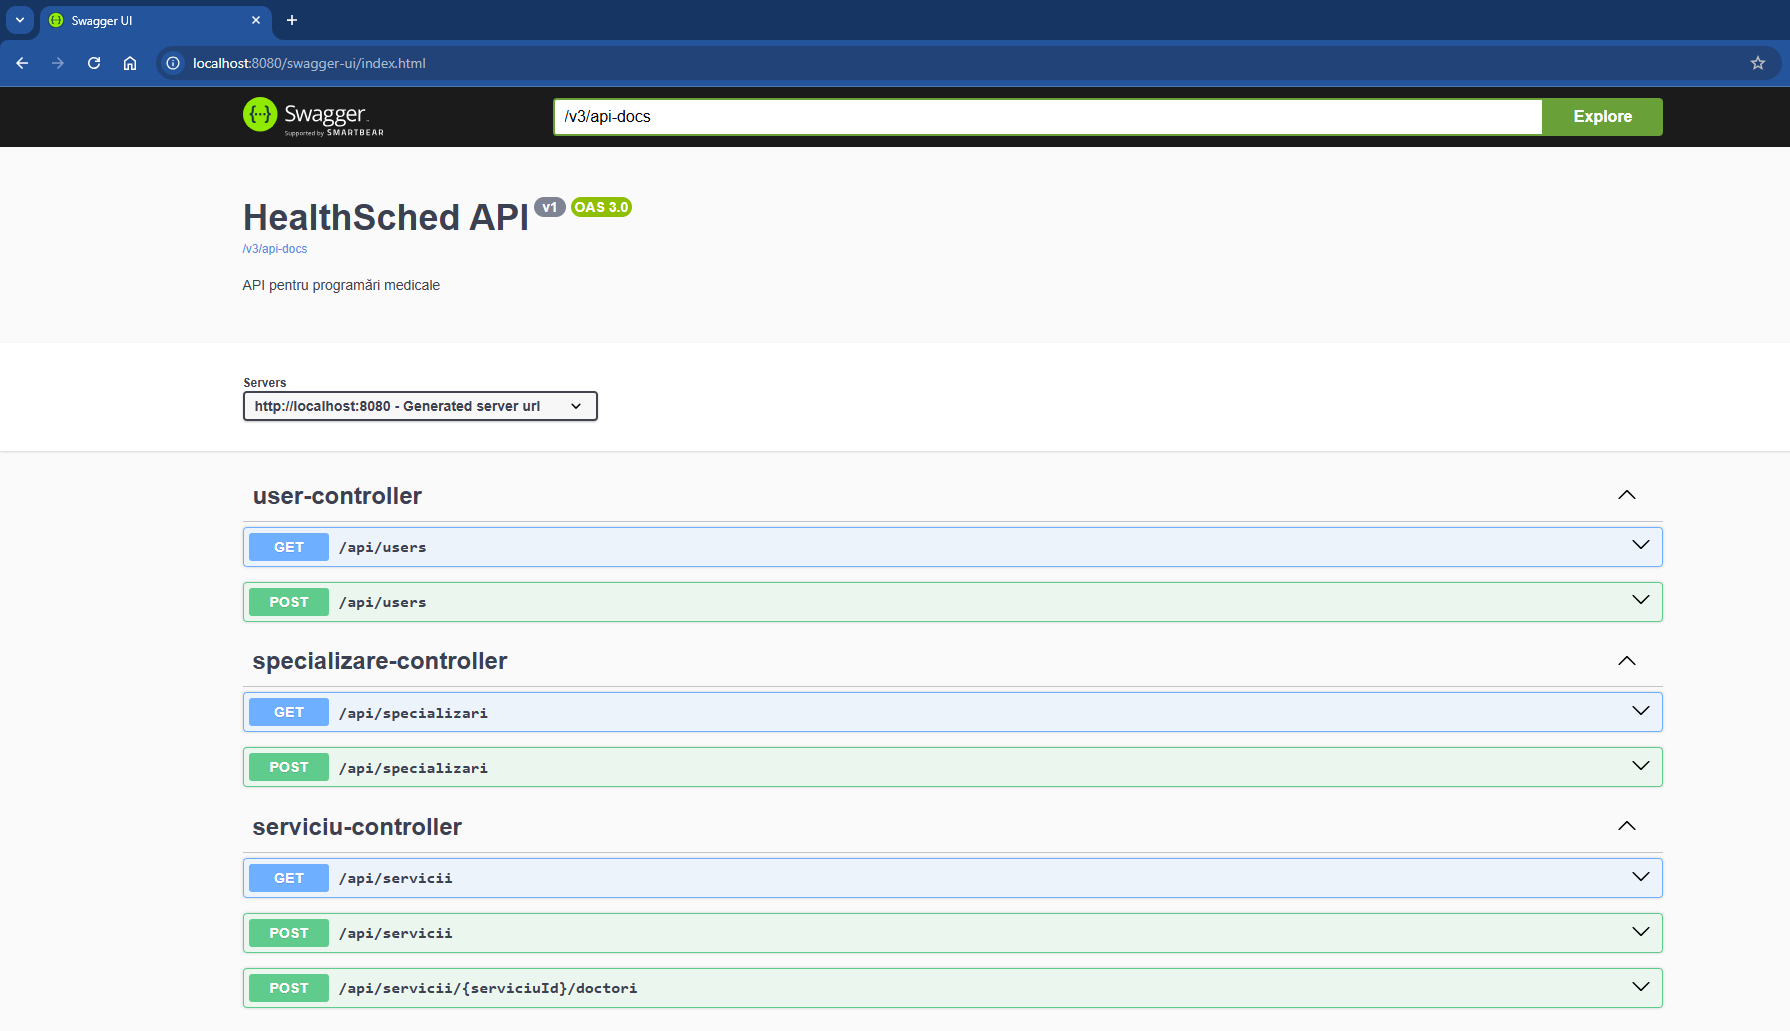 Swagger UI
localhost:8080/swagger-ui/index.html
Swagger
Supported by SMARTBEAR
/v3/api-docs
Explore
HealthSched API v1 OAS 3.0
/v3/api-docs
API pentru programări medicale
Servers
http://localhost:8080 - Generated server url
user-controller
GET /api/users
POST /api/users
specializare-controller
GET /api/specializari
POST /api/specializari
serviciu-controller
GET /api/servicii
POST /api/servicii
POST /api/servicii/{serviciuId}/doctori